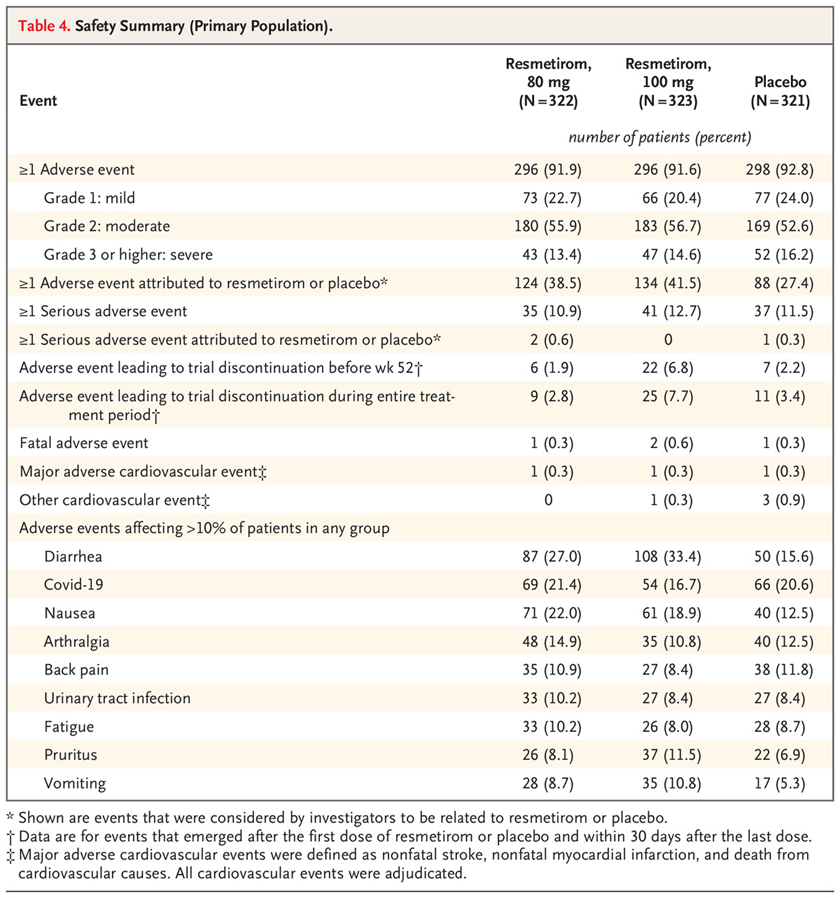 Table 4. Safety Summary (Primary Population).
Event Resmetirom, 80 mg (N=322) Resmetirom, 100 mg (N=323) Placebo (N=321)
number of patients (percent)
≥1 Adverse event 296 (91.9) 296 (91.6) 298 (92.8)
Grade 1: mild 73 (22.7) 66 (20.4) 77 (24.0)
Grade 2: moderate 180 (55.9) 183 (56.7) 169 (52.6)
Grade 3 or higher: severe 43 (13.4) 47 (14.6) 52 (16.2)
≥1 Adverse event attributed to resmetirom or placebo* 124 (38.5) 134 (41.5) 88 (27.4)
≥1 Serious adverse event 35 (10.9) 41 (12.7) 37 (11.5)
≥1 Serious adverse event attributed to resmetirom or placebo* 2 (0.6) 0 1 (0.3)
Adverse event leading to trial discontinuation before wk 52† 6 (1.9) 22 (6.8) 7 (2.2)
Adverse event leading to trial discontinuation during entire treat-
ment period† 9 (2.8) 25 (7.7) 11 (3.4)
Fatal adverse event 1 (0.3) 2 (0.6) 1 (0.3)
Major adverse cardiovascular event‡ 1 (0.3) 1 (0.3) 1 (0.3)
Other cardiovascular event‡ 0 1 (0.3) 3 (0.9)
Adverse events affecting >10% of patients in any group
Diarrhea 87 (27.0) 108 (33.4) 50 (15.6)
Covid-19 69 (21.4) 54 (16.7) 66 (20.6)
Nausea 71 (22.0) 61 (18.9) 40 (12.5)
Arthralgia 48 (14.9) 35 (10.8) 40 (12.5)
Back pain 35 (10.9) 27 (8.4) 38 (11.8)
Urinary tract infection 33 (10.2) 27 (8.4) 27 (8.4)
Fatigue 33 (10.2) 26 (8.0) 28 (8.7)
Pruritus 26 (8.1) 37 (11.5) 22 (6.9)
Vomiting 28 (8.7) 35 (10.8) 17 (5.3)
* Shown are events that were considered by investigators to be related to resmetirom or placebo.
† Data are for events that emerged after the first dose of resmetirom or placebo and within 30 days after the last dose.
‡ Major adverse cardiovascular events were defined as nonfatal stroke, nonfatal myocardial infarction, and death from
cardiovascular causes. All cardiovascular events were adjudicated.